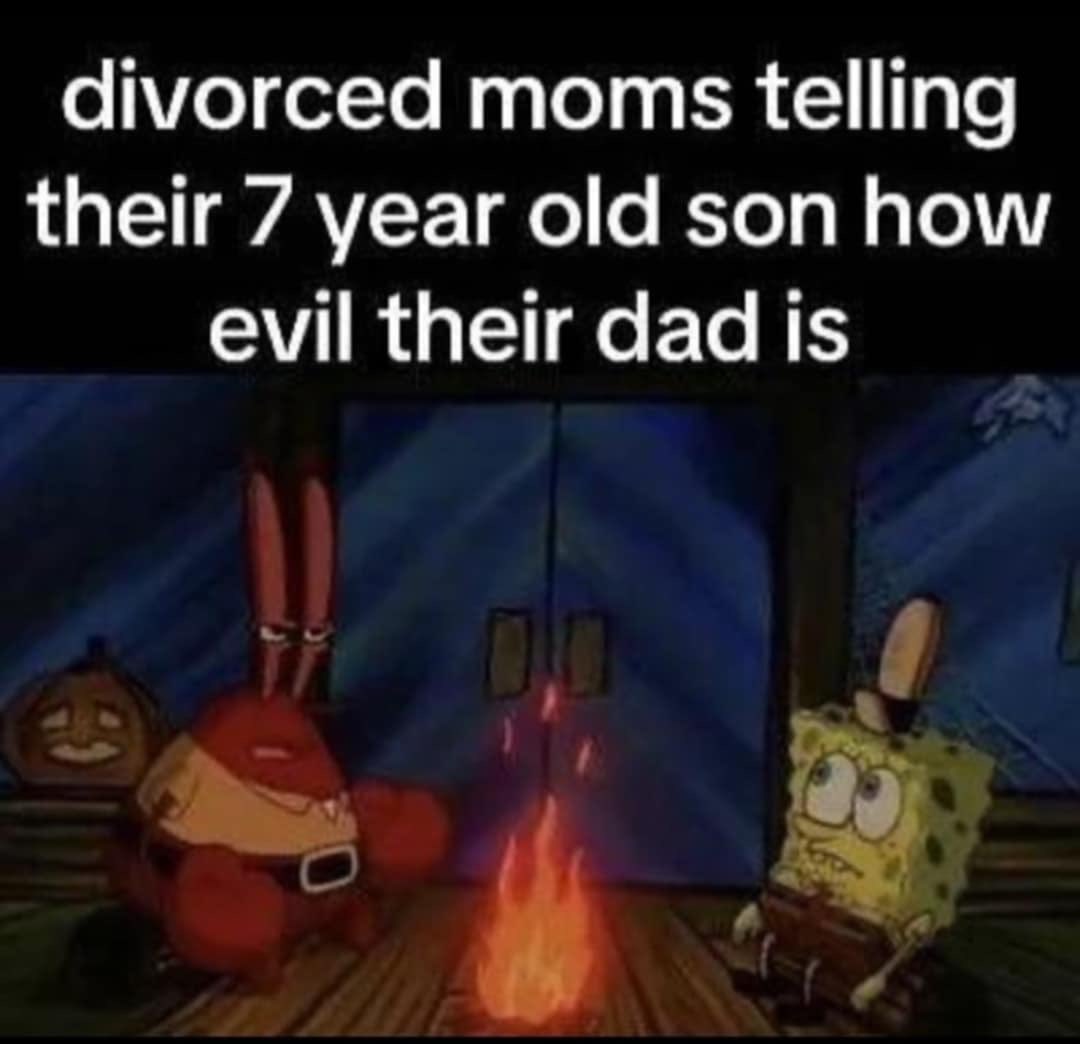 divorced moms telling
their 7 year old son how
evil their dad is